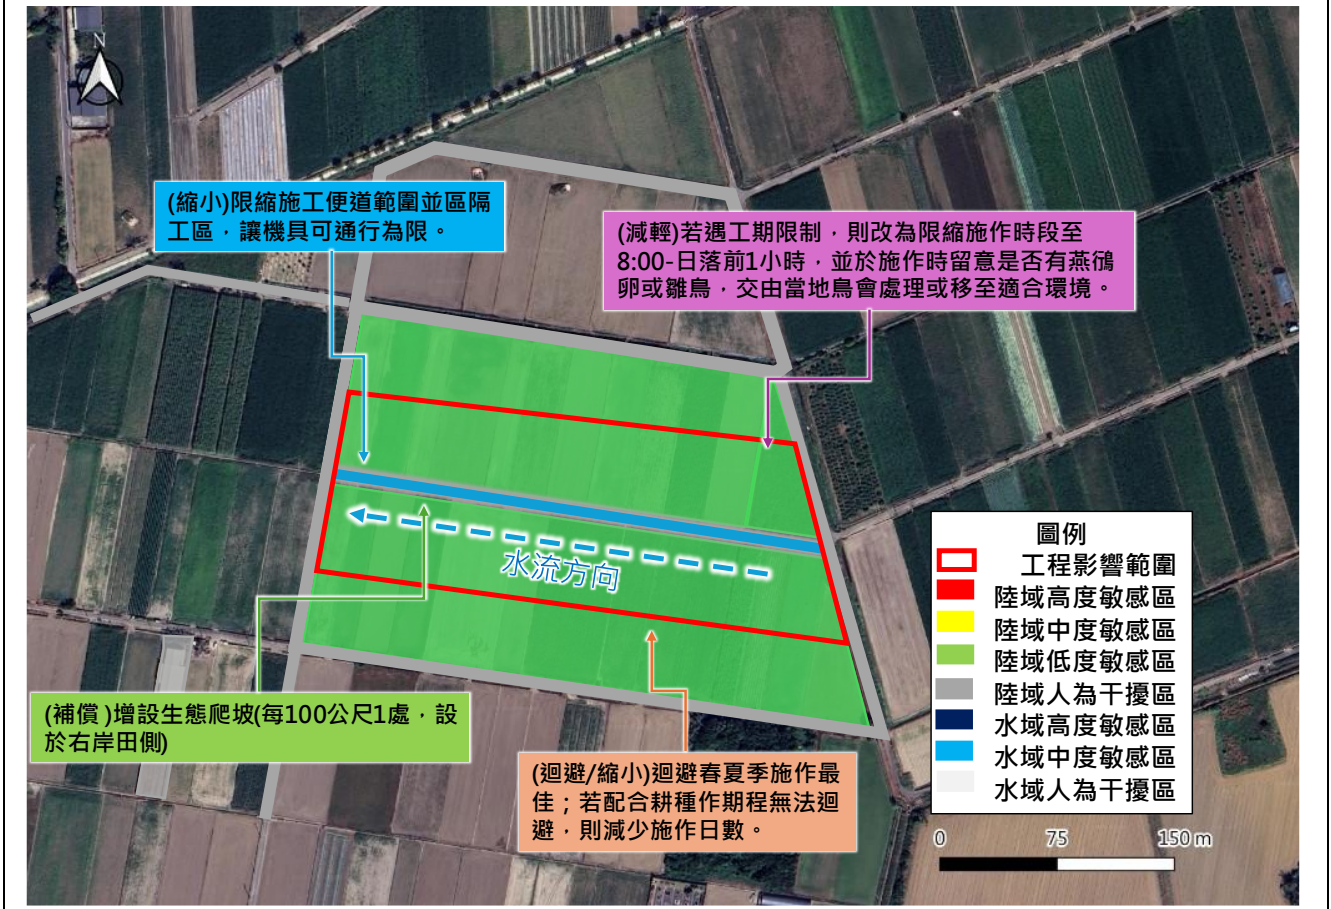 N
(縮小)限縮施工便道範圍並區隔
工區，讓機具可通行為限。
(減輕)若遇工期限制，則改為限縮施作時段至
8:00-日落前1小時，並於施作時留意是否有燕鴴
卵或雛鳥，交由當地鳥會處理或移至適合環境。
水流方向
(補償 )增設生態爬坡(每100公尺1處，設
於右岸田側)
(迴避/縮小)迴避春夏季施作最
佳；若配合耕種作期程無法迴
避，則減少施作日數。
圖例
工程影響範圍
陸域高度敏感區
陸域中度敏感區
陸域低度敏感區
陸域人為干擾區
水域高度敏感區
水域中度敏感區
水域人為干擾區
0 75 150 m